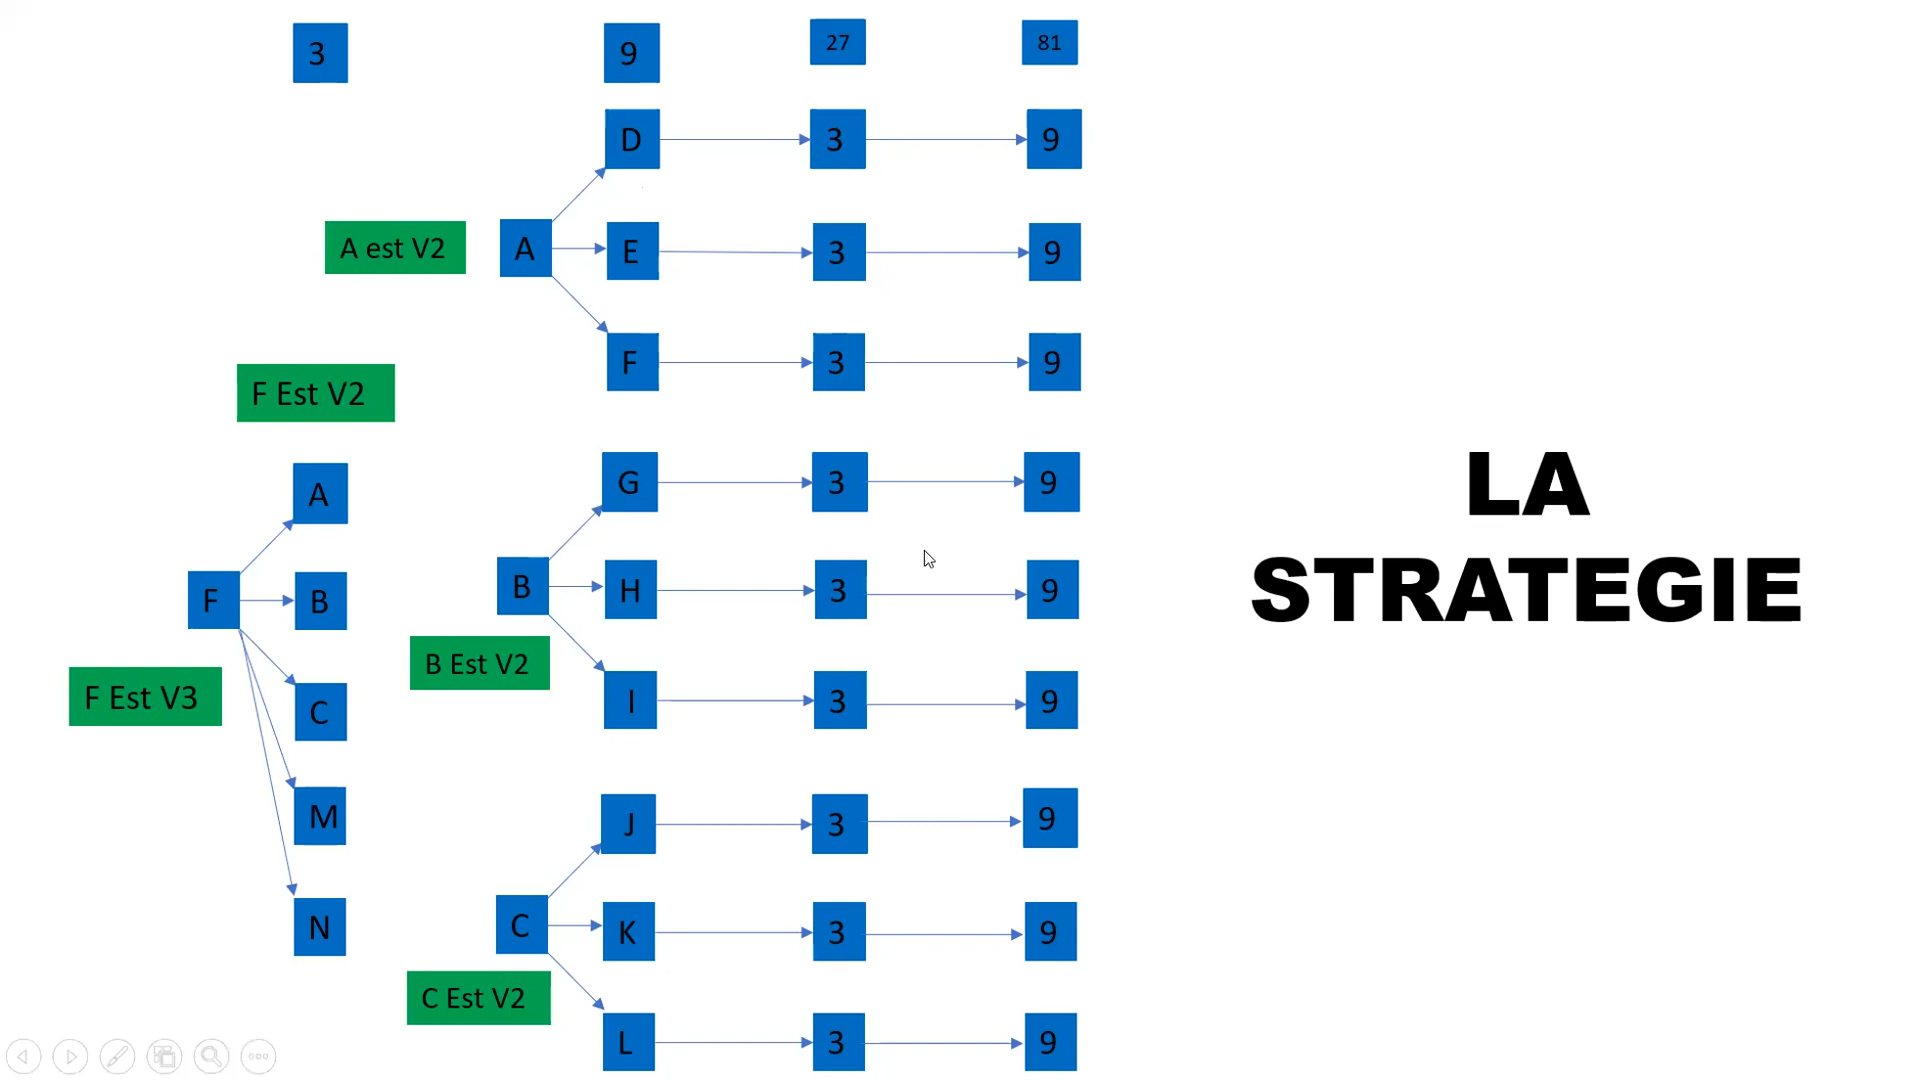 3 9 27 81
D 3 9
A est V2 A E 3 9
F 3 9
F Est V2
A G 3 9
F B B H 3 9
B Est V2
F Est V3 C I 3 9
M J 3 9
N C K 3 9
C Est V2
L 3 9
LA
STRATEGIE